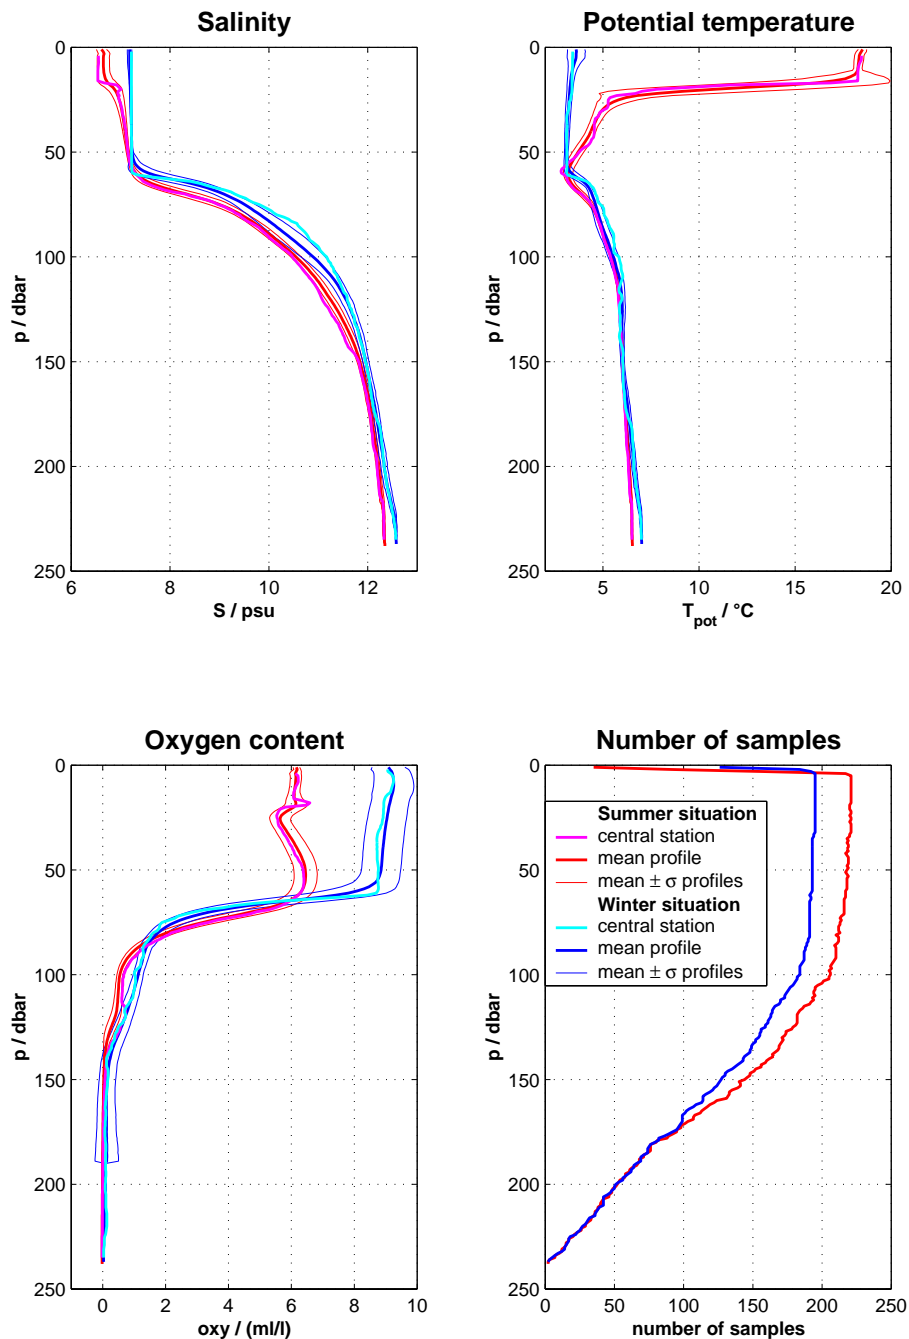 Salinity
0
50
100
150
200
250
p / dbar
6
8
10
12
S / psu
Potential temperature
0
50
100
150
200
250
p / dbar
5
10
15
20
T_pot / °C
Oxygen content
0
50
100
150
200
250
p / dbar
0
2
4
6
8
10
oxy / (ml/l)
Number of samples
0
50
100
150
200
250
p / dbar
Summer situation
central station
mean profile
mean ± σ profiles
Winter situation
central station
mean profile
mean ± σ profiles
0
50
100
150
200
250
number of samples